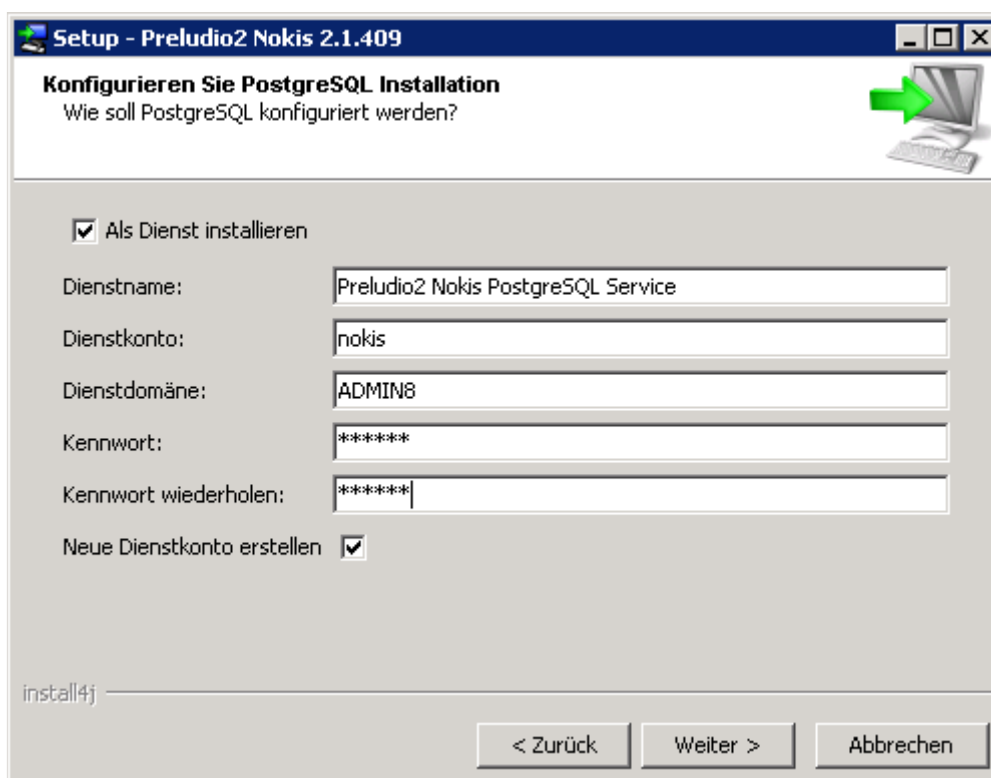 Setup - Preludio2 Nokis 2.1.409
Konfigurieren Sie PostgreSQL Installation
Wie soll PostgreSQL konfiguriert werden?
Als Dienst installieren
Dienstname: Preludio2 Nokis PostgreSQL Service
Dienstkonto: nokis
Dienstdomäne: ADMIN8
Kennwort: ******
Kennwort wiederholen: ******
Neue Dienstkonto erstellen
install4j
< Zurück Weiter > Abbrechen